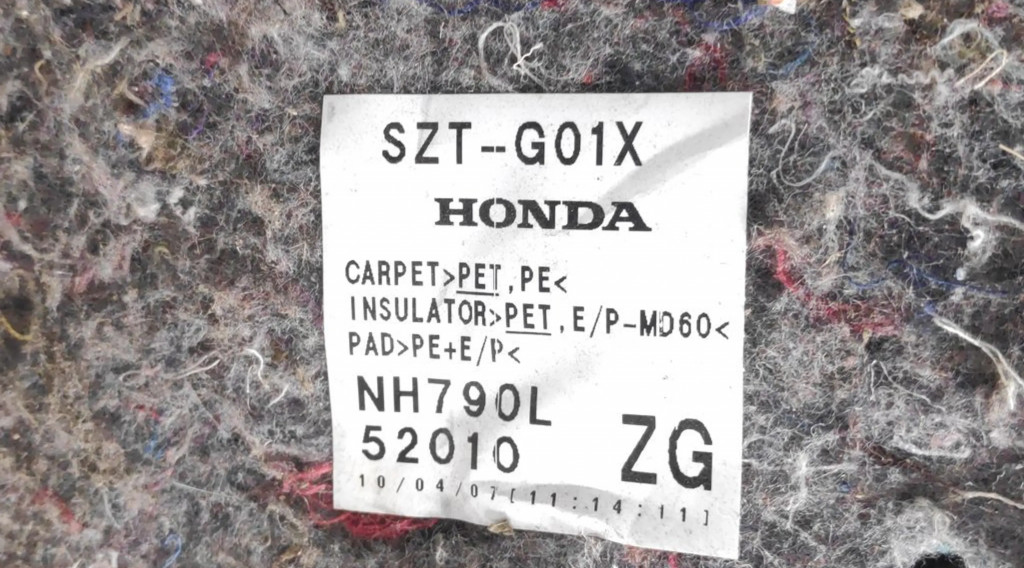 SZT--G01X
HONDA
CARPET>PET,PE<
INSULATOR>PET,E/P-MD60<
PAD>PE+E/P<
NH790L
52010 ZG
10/04/07[11:14:11]